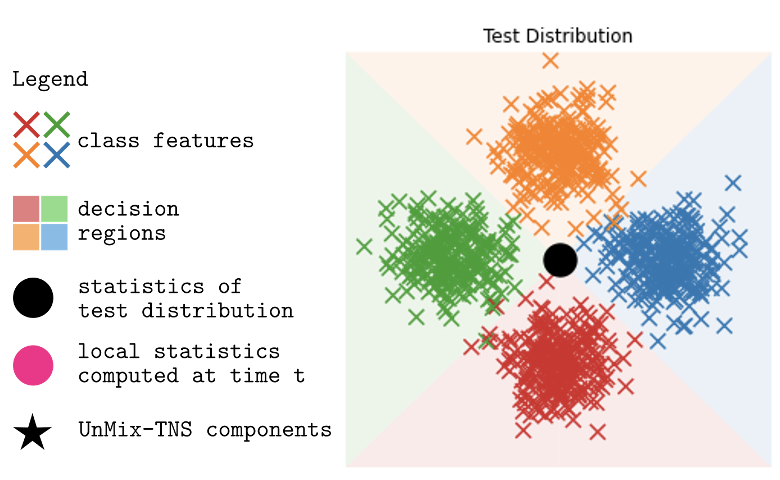 Test Distribution
Legend
class features
decision
regions
statistics of
test distribution
local statistics
computed at time t
UnMix-TNS components